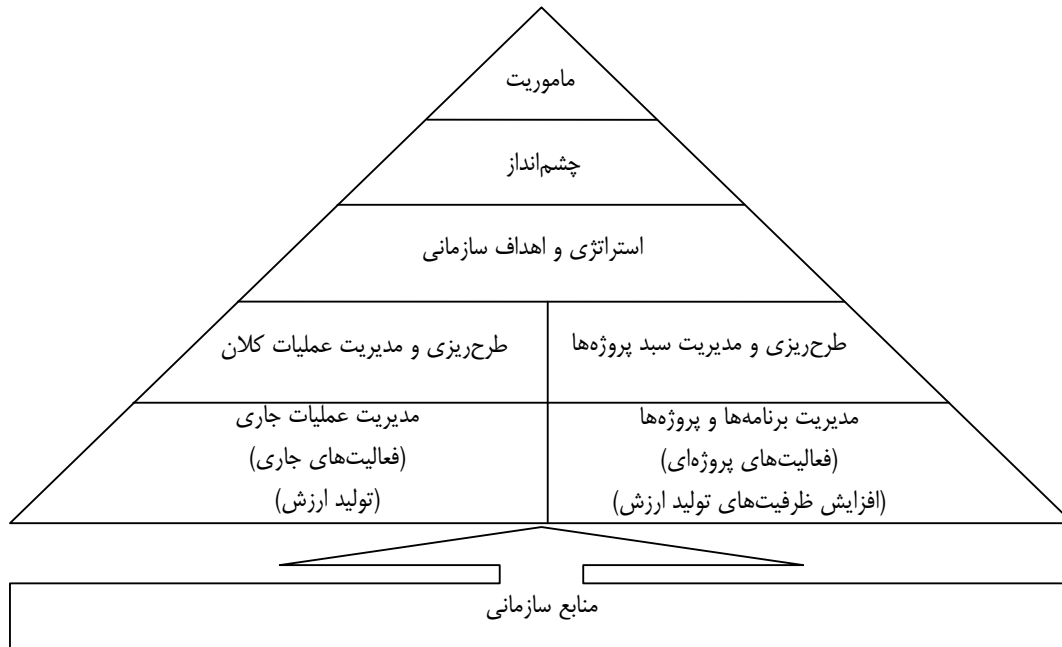 ماموریت
چشم‌انداز
استراتژی و اهداف سازمانی
طرح‌ریزی و مدیریت سبد پروژه‌ها
طرح‌ریزی و مدیریت عملیات کلان
مدیریت برنامه‌ها و پروژه‌ها
(فعالیت‌های پروژه‌ای)
(افزایش ظرفیت‌های تولید ارزش)
مدیریت عملیات جاری
(فعالیت‌های جاری)
(تولید ارزش)
منابع سازمانی